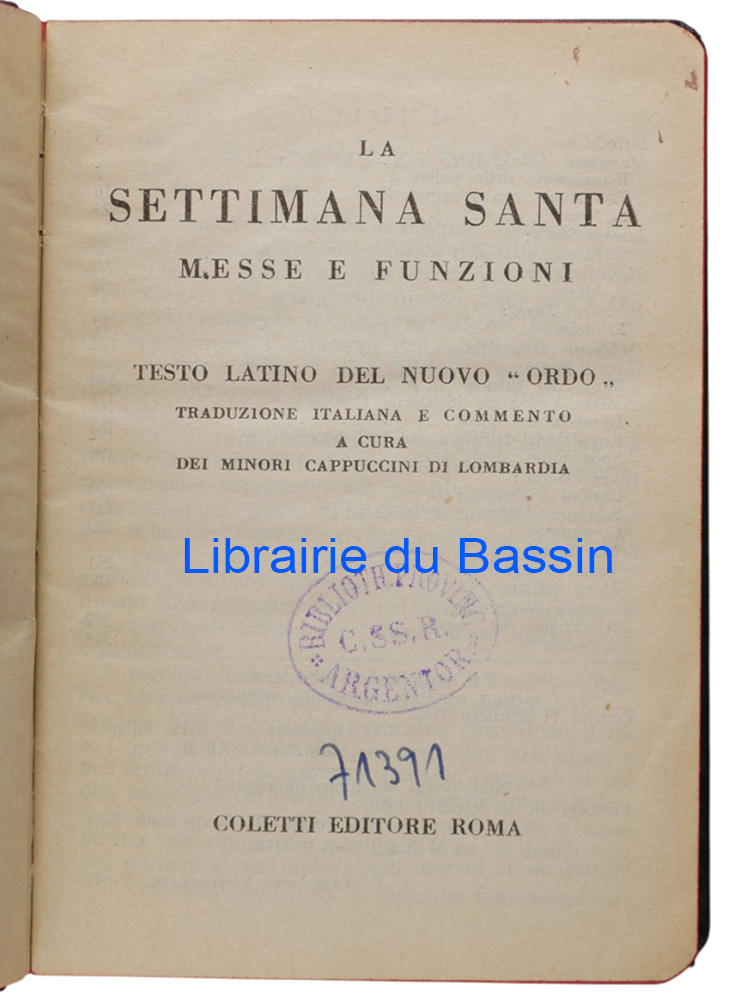 LA
SETTIMANA SANTA
MESSE E FUNZIONI
TESTO LATINO DEL NUOVO “ ORDO „
TRADUZIONE ITALIANA E COMMENTO
A CURA
DEI MINORI CAPPUCCINI DI LOMBARDIA
Librairie du Bassin
BIBLIOTH. PROVINC.
C.SS.R.
ARGENTOR.
71391
COLETTI EDITORE ROMA